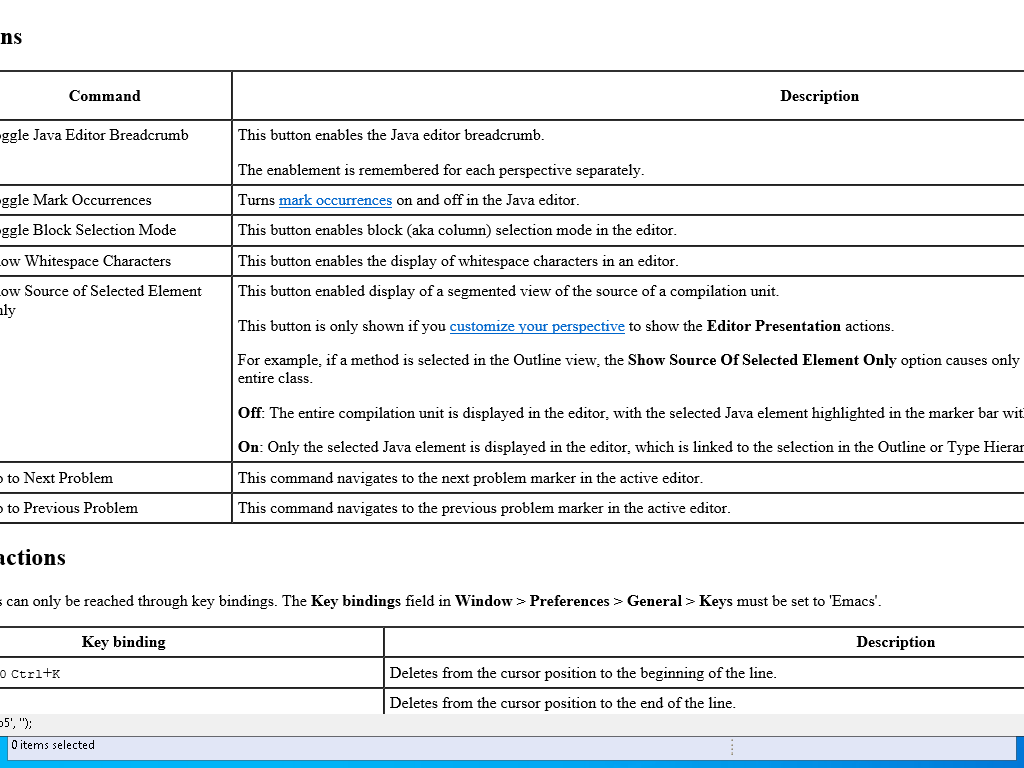 ns
Command Description
ggle Java Editor Breadcrumb This button enables the Java editor breadcrumb.
The enablement is remembered for each perspective separately.
ggle Mark Occurrences Turns mark occurrences on and off in the Java editor.
ggle Block Selection Mode This button enables block (aka column) selection mode in the editor.
ow Whitespace Characters This button enables the display of whitespace characters in an editor.
ow Source of Selected Element This button enabled display of a segmented view of the source of a compilation unit.
ly
This button is only shown if you customize your perspective to show the Editor Presentation actions.
For example, if a method is selected in the Outline view, the Show Source Of Selected Element Only option causes only
entire class.
Off: The entire compilation unit is displayed in the editor, with the selected Java element highlighted in the marker bar wit
On: Only the selected Java element is displayed in the editor, which is linked to the selection in the Outline or Type Hierar
o to Next Problem This command navigates to the next problem marker in the active editor.
o to Previous Problem This command navigates to the previous problem marker in the active editor.
actions
s can only be reached through key bindings. The Key bindings field in Window > Preferences > General > Keys must be set to 'Emacs'.
Key binding Description
0 Ctrl+K Deletes from the cursor position to the beginning of the line.
Deletes from the cursor position to the end of the line.
o5', '');
0 items selected